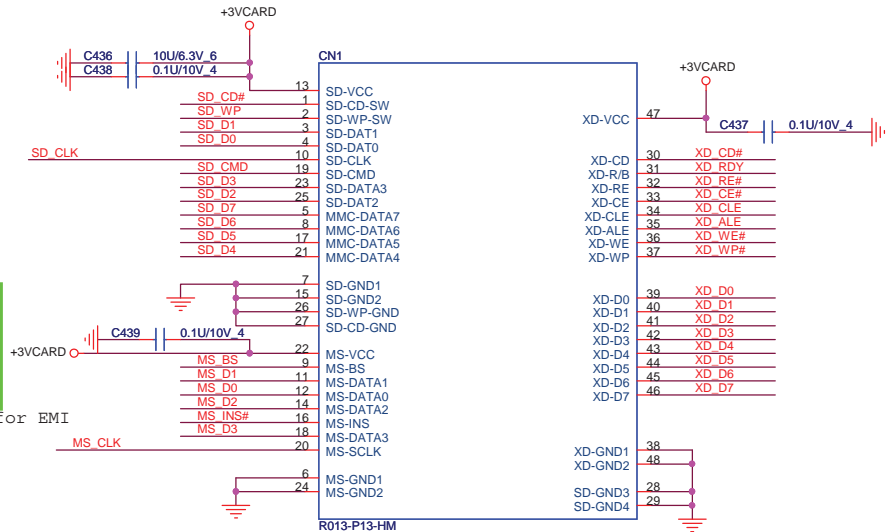 +3VCARD
C436 10U/6.3V_6
C438 0.1U/10V_4
CN1
+3VCARD
C437 0.1U/10V_4
13 SD-VCC
SD_CD# 1 SD-CD-SW
SD_WP 2 SD-WP-SW
SD_D1 3 SD-DAT1
SD_D0 4 SD-DAT0
SD_CLK 10 SD-CLK
SD_CMD 19 SD-CMD
SD_D3 23 SD-DATA3
SD_D2 25 SD-DAT2
SD_D7 5 MMC-DATA7
SD_D6 8 MMC-DATA6
SD_D5 17 MMC-DATA5
SD_D4 21 MMC-DATA4
7 SD-GND1
15 SD-GND2
26 SD-WP-GND
27 SD-CD-GND
C439 0.1U/10V_4
+3VCARD 22 MS-VCC
MS_BS 9 MS-BS
MS_D1 11 MS-DATA1
MS_D0 12 MS-DATA0
MS_D2 14 MS-DATA2
MS_INS# 16 MS-INS
MS_D3 18 MS-DATA3
MS_CLK 20 MS-SCLK
6 MS-GND1
24 MS-GND2
for EMI
XD-VCC 47
XD-CD 30 XD_CD#
XD-R/B 31 XD_RDY
XD-RE 32 XD_RE#
XD-CE 33 XD_CE#
XD-CLE 34 XD_CLE
XD-ALE 35 XD_ALE
XD-WE 36 XD_WE#
XD-WP 37 XD_WP#
XD-D0 39 XD_D0
XD-D1 40 XD_D1
XD-D2 41 XD_D2
XD-D3 42 XD_D3
XD-D4 43 XD_D4
XD-D5 44 XD_D5
XD-D6 45 XD_D6
XD-D7 46 XD_D7
XD-GND1 38
XD-GND2 48
SD-GND3 28
SD-GND4 29
R013-P13-HM